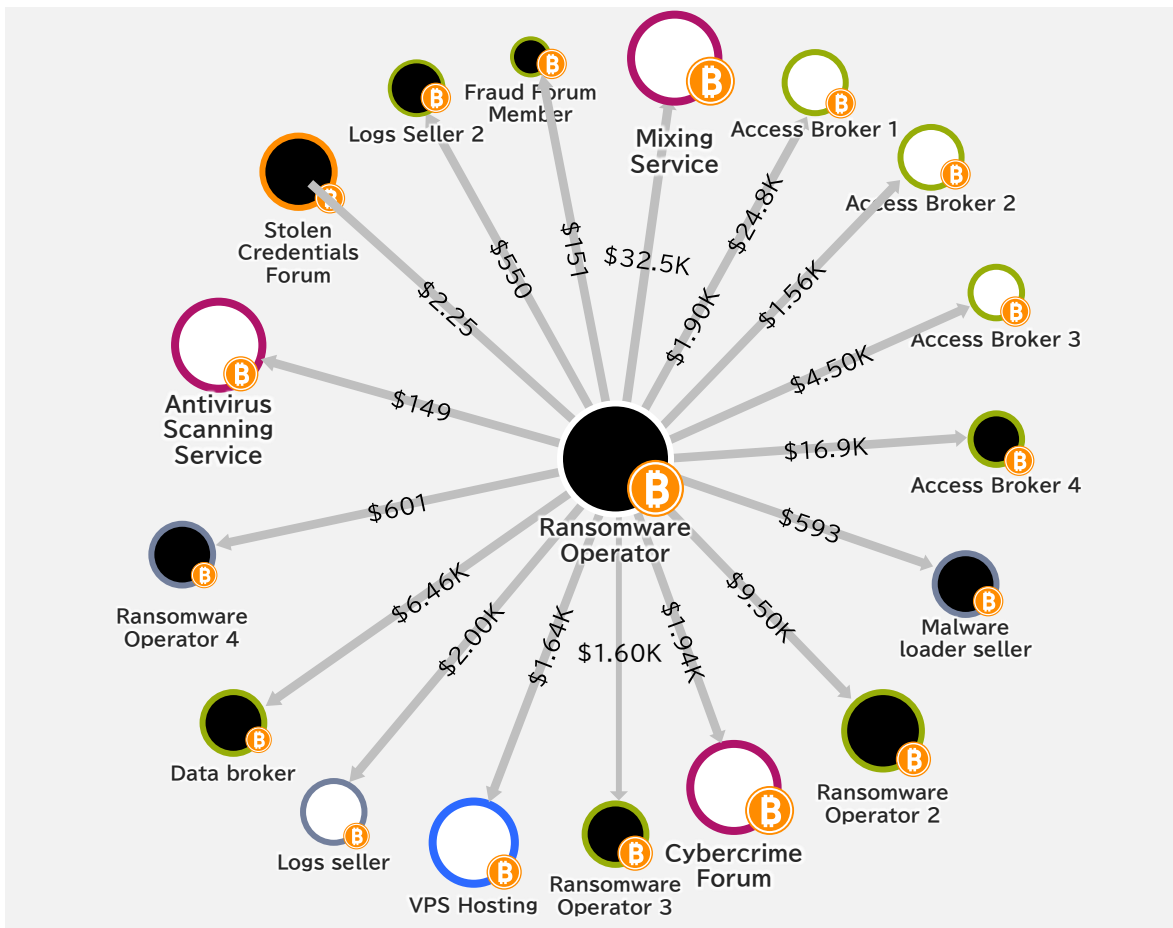 Fraud Forum
Member
Logs Seller 2
Mixing
Service
Access Broker 1
Access Broker 2
Stolen
Credentials
Forum
$2.25
$550
$151
$32.5K
$24.8K
$1.90K
$1.56K
Access Broker 3
$4.50K
Antivirus
Scanning
Service
$149
$16.9K
Access Broker 4
$601
Ransomware
Operator
$593
Ransomware
Operator 4
Malware
loader seller
$6.46K
$2.00K
$1.64K
$1.60K
$1.94K
$9.50K
Data broker
Logs seller
VPS Hosting
Ransomware
Operator 3
Cybercrime
Forum
Ransomware
Operator 2